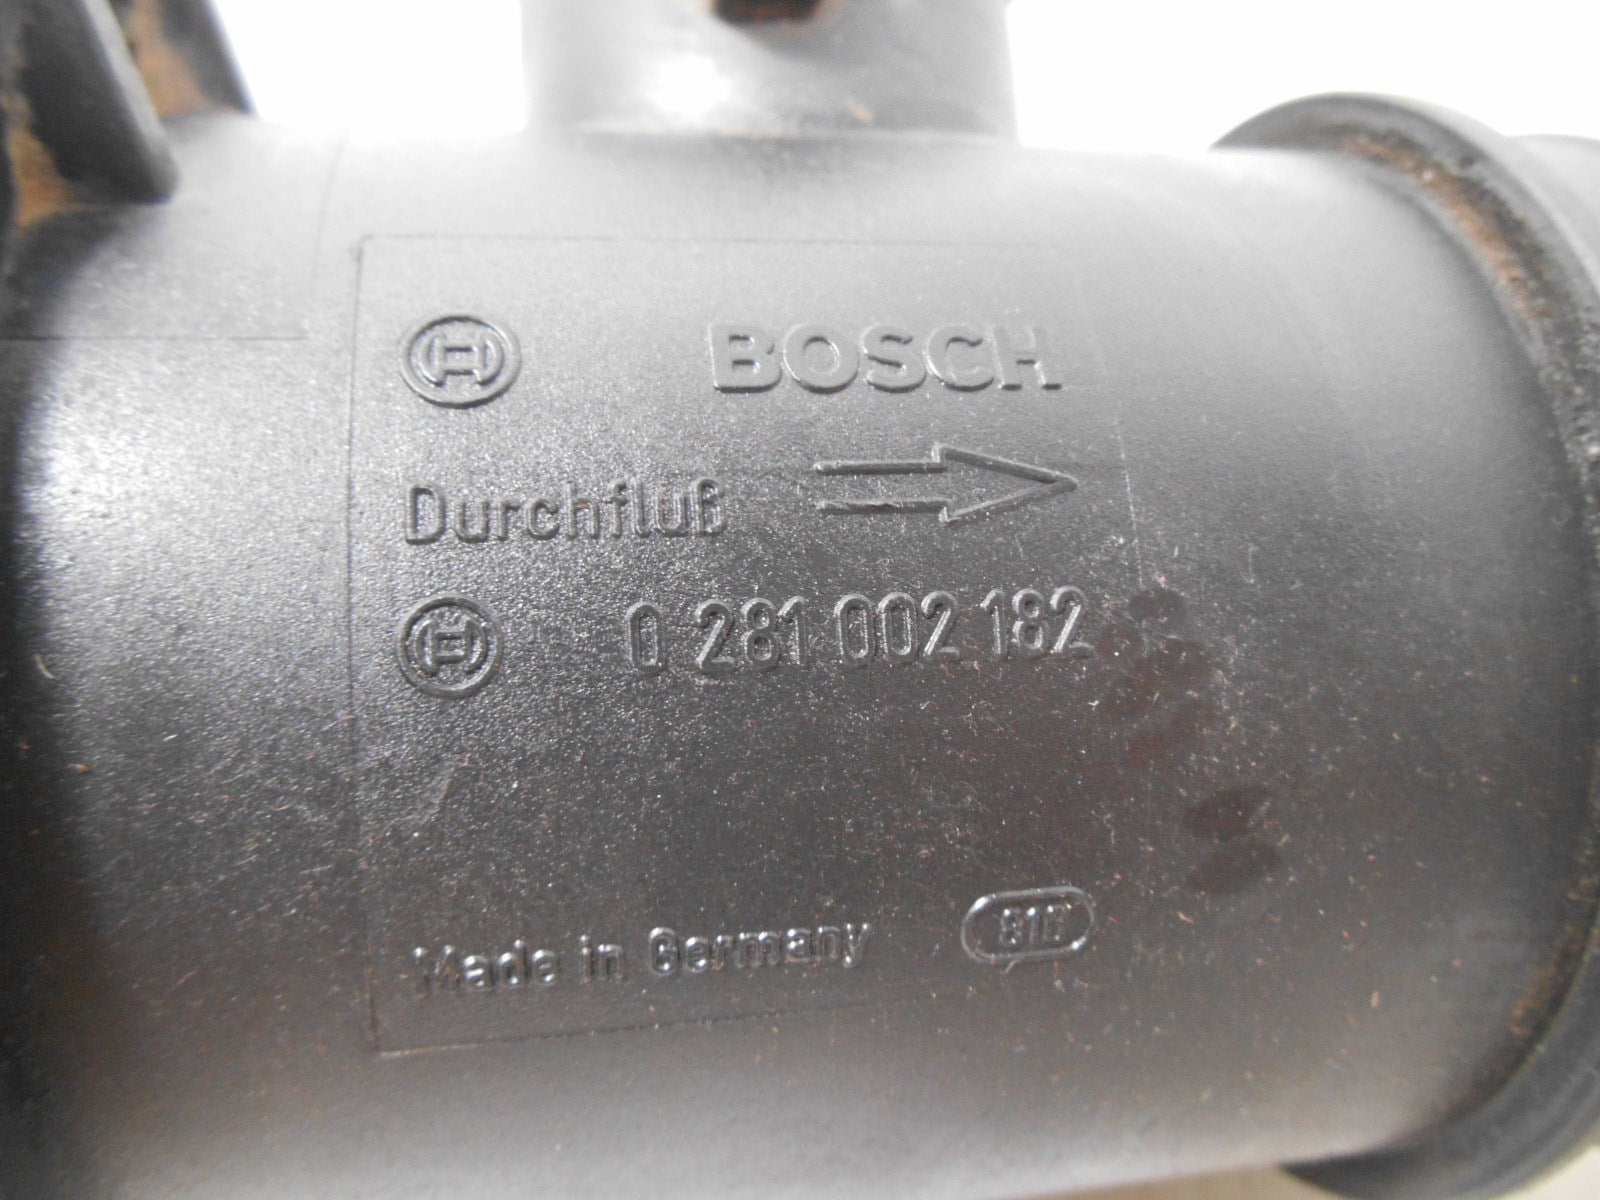 BOSCH
Durchfluß
0 281 002 182
Made in Germany